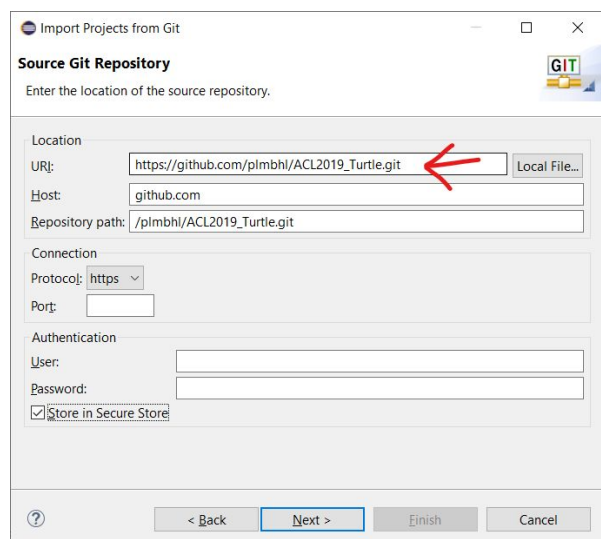 Import Projects from Git
Source Git Repository
Enter the location of the source repository.
GIT
Location
URI: https://github.com/plmbhl/ACL2019_Turtle.git Local File...
Host: github.com
Repository path: /plmbhl/ACL2019_Turtle.git
Connection
Protocol: https
Port:
Authentication
User:
Password:
Store in Secure Store
? < Back Next > Finish Cancel